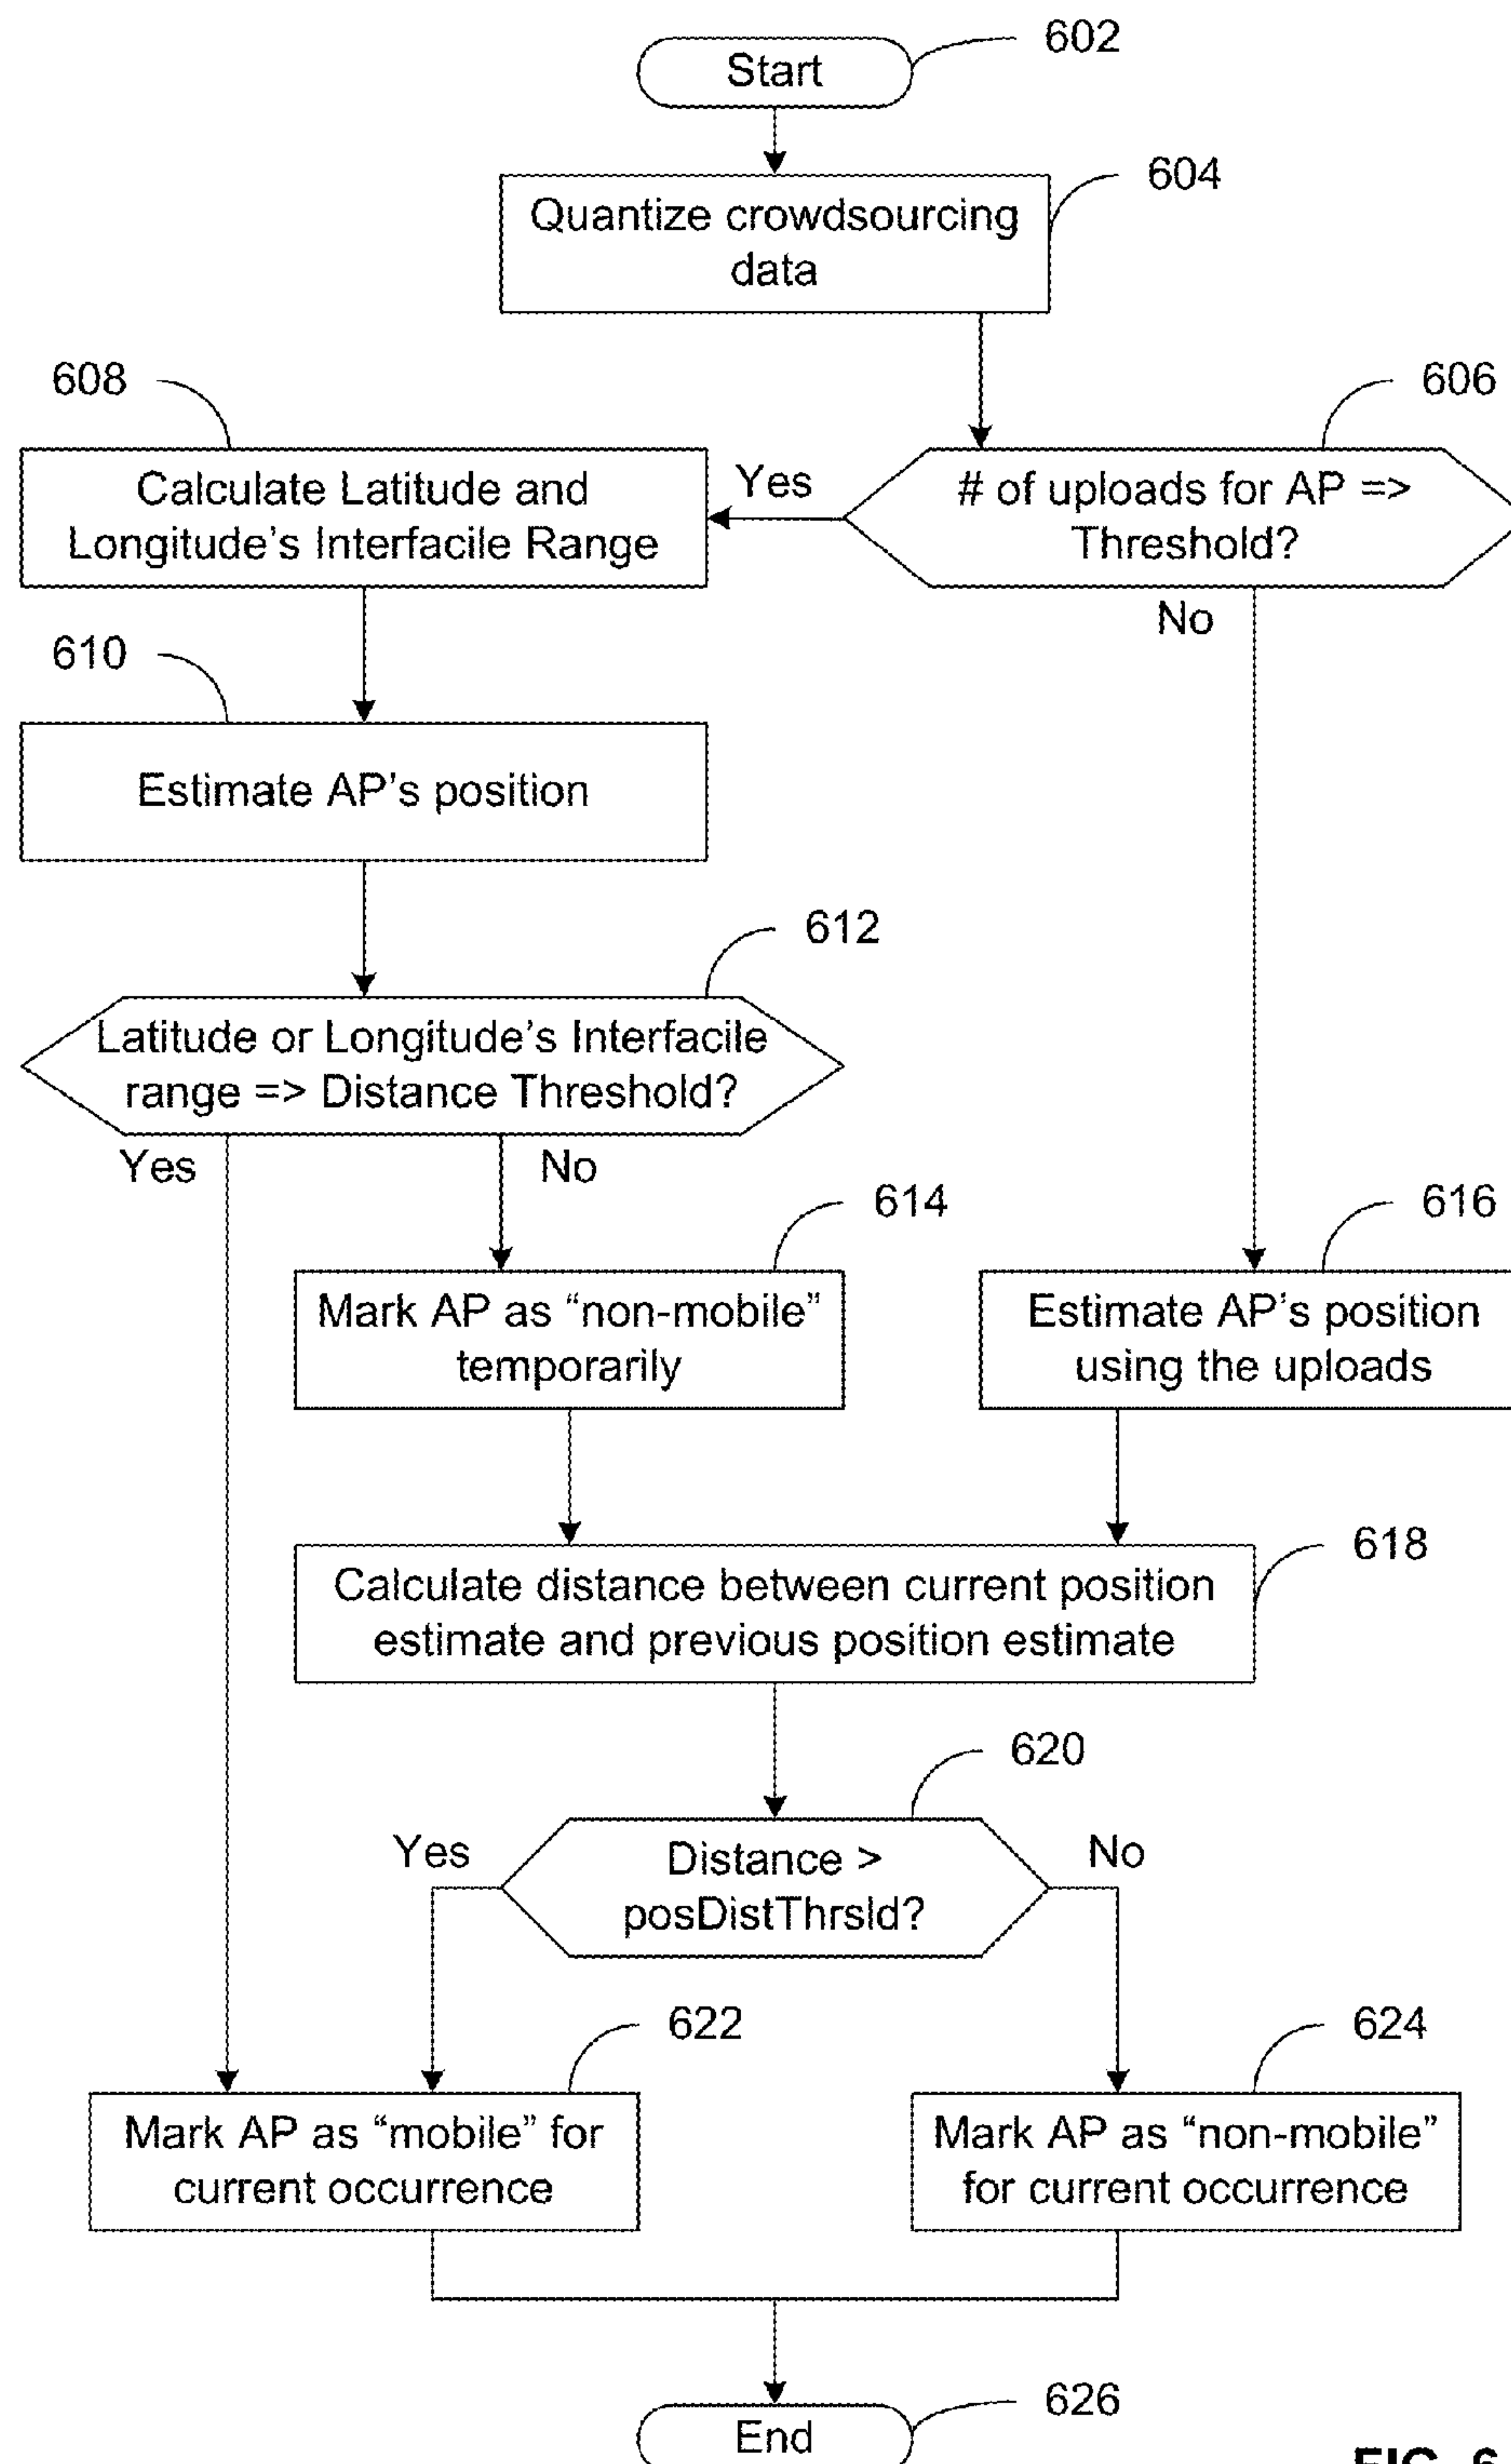 Start
602
604
Quantize crowdsourcing
data
608
606
Calculate Latitude and
Longitude's Interfacile Range
Yes
# of uploads for AP =>
Threshold?
No
610
Estimate AP's position
612
Latitude or Longitude's Interfacile
range => Distance Threshold?
Yes
No
614
616
Mark AP as “non-mobile”
temporarily
Estimate AP's position
using the uploads
618
Calculate distance between current position
estimate and previous position estimate
620
Yes
Distance >
posDistThrsld?
No
622
624
Mark AP as “mobile” for
current occurrence
Mark AP as “non-mobile”
for current occurrence
626
End
FIG. 6